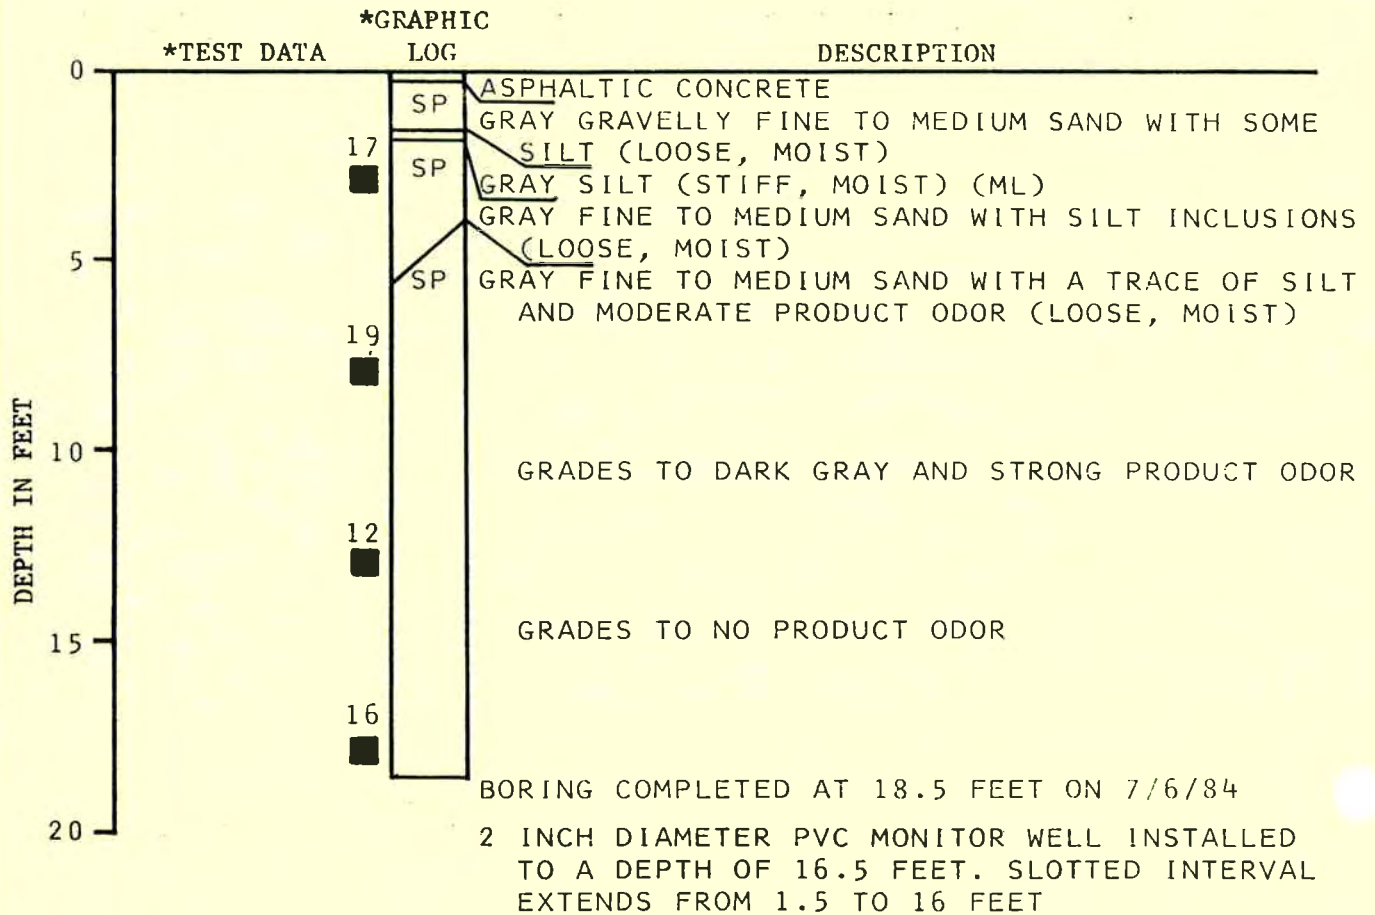 *GRAPHIC
*TEST DATA LOG DESCRIPTION
0
ASPHALTIC CONCRETE
SP
GRAY GRAVELLY FINE TO MEDIUM SAND WITH SOME
SILT (LOOSE, MOIST)
17
SP
GRAY SILT (STIFF, MOIST) (ML)
GRAY FINE TO MEDIUM SAND WITH SILT INCLUSIONS
(LOOSE, MOIST)
5
SP
GRAY FINE TO MEDIUM SAND WITH A TRACE OF SILT
AND MODERATE PRODUCT ODOR (LOOSE, MOIST)
19
DEPTH IN FEET
10
GRADES TO DARK GRAY AND STRONG PRODUCT ODOR
12
15
GRADES TO NO PRODUCT ODOR
16
BORING COMPLETED AT 18.5 FEET ON 7/6/84
20
2 INCH DIAMETER PVC MONITOR WELL INSTALLED
TO A DEPTH OF 16.5 FEET. SLOTTED INTERVAL
EXTENDS FROM 1.5 TO 16 FEET